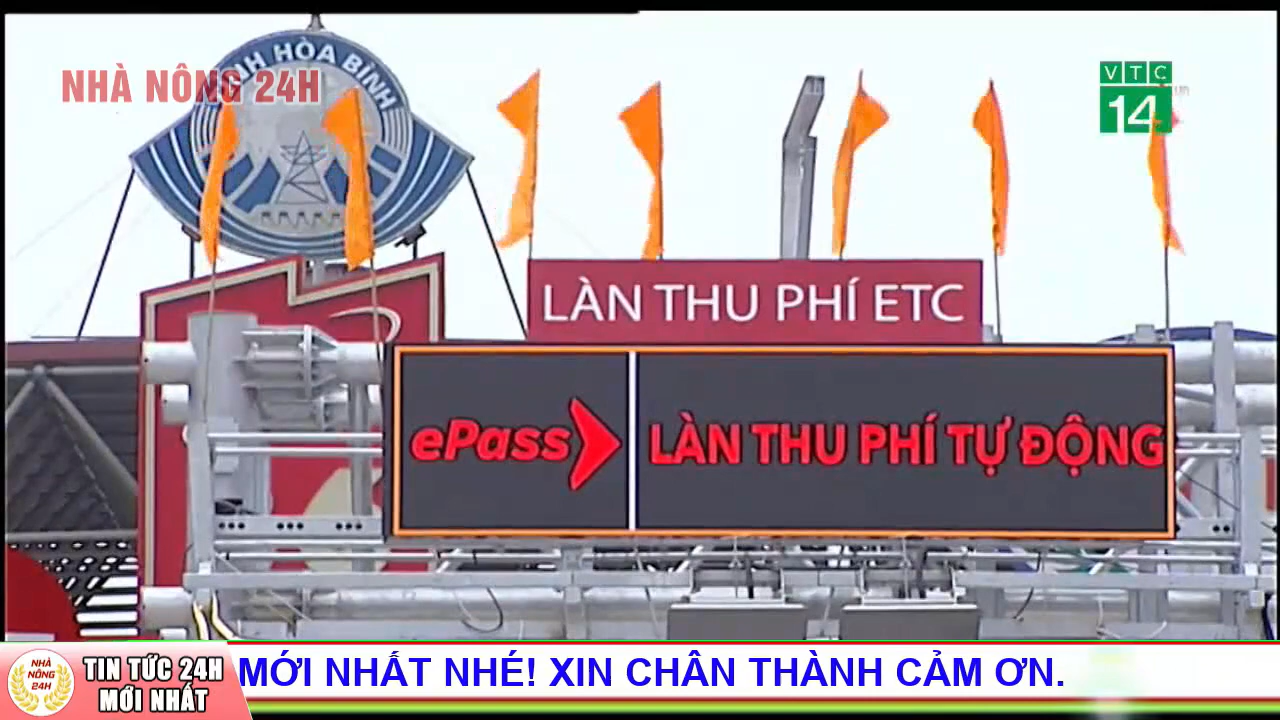 TỈNH HÒA BÌNH
NHÀ NÔNG 24H
VTC
14
LÀN THU PHÍ ETC
ePass
LÀN THU PHÍ TỰ ĐỘNG
NHÀ
NÔNG
24H
TIN TỨC 24H
MỚI NHẤT
MỚI NHẤT NHÉ! XIN CHÂN THÀNH CẢM ƠN.